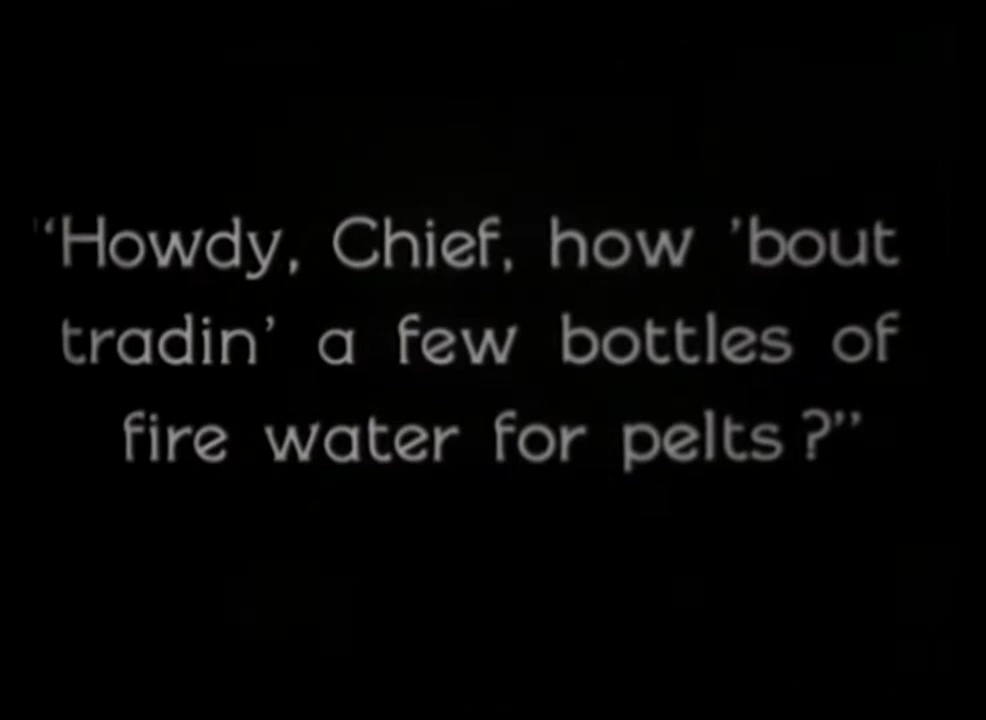 “Howdy, Chief, how ’bout
tradin’ a few bottles of
fire water for pelts?”